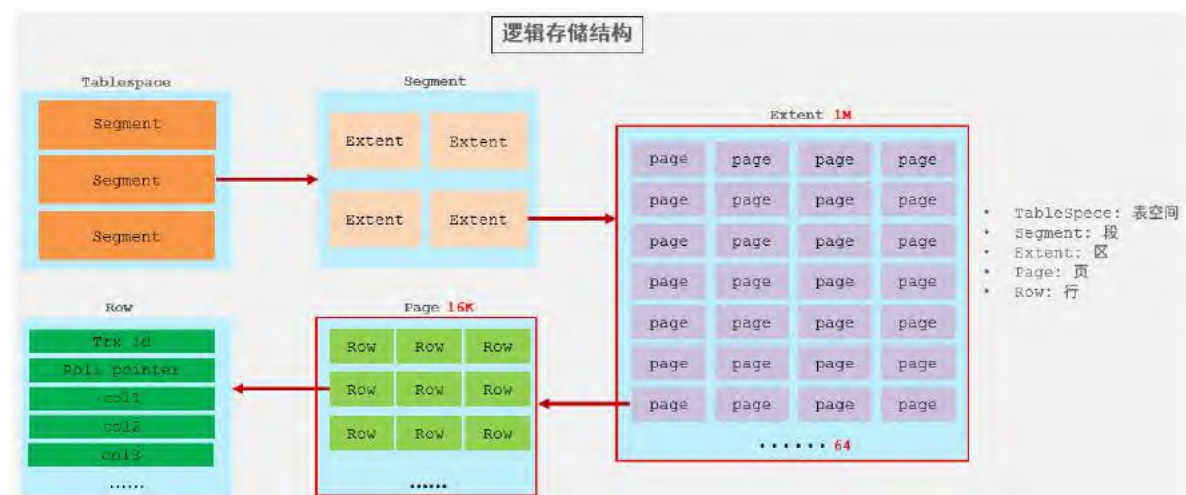 逻辑存储结构
Tablespace
Segment
Segment
Segment
Segment
Extent Extent
Extent Extent
Extent 1M
page page page page
page page page page
page page page page
page page page page
page page page page
page page page page
page page page page
...... 64
• TableSpece: 表空间
• Segment: 段
• Extent: 区
• Page: 页
• Row: 行
Row
Trx id
Roll pointer
col1
col2
col3
......
Page 16K
Row Row Row
Row Row Row
Row Row Row
......